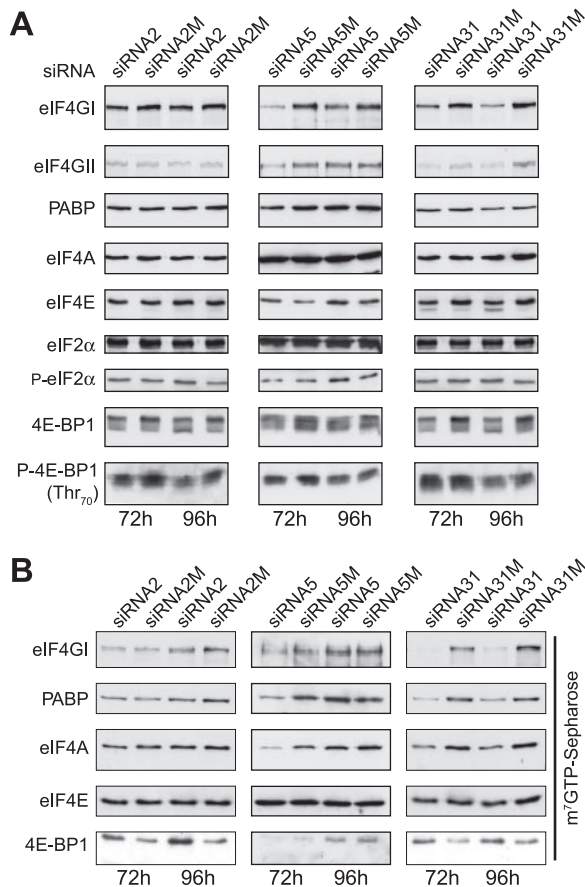 A
siRNA siRNA2 siRNA2M siRNA2 siRNA2M siRNA5 siRNA5M siRNA5 siRNA5M siRNA31 siRNA31M siRNA31 siRNA31M
eIF4GI
eIF4GII
PABP
eIF4A
eIF4E
eIF2α
P-eIF2α
4E-BP1
P-4E-BP1
(Thr70)
72h 96h 72h 96h 72h 96h
B
siRNA2 siRNA2M siRNA2 siRNA2M siRNA5 siRNA5M siRNA5 siRNA5M siRNA31 siRNA31M siRNA31 siRNA31M
eIF4GI
PABP
eIF4A
eIF4E
4E-BP1
72h 96h 72h 96h 72h 96h
m⁷GTP-Sepharose